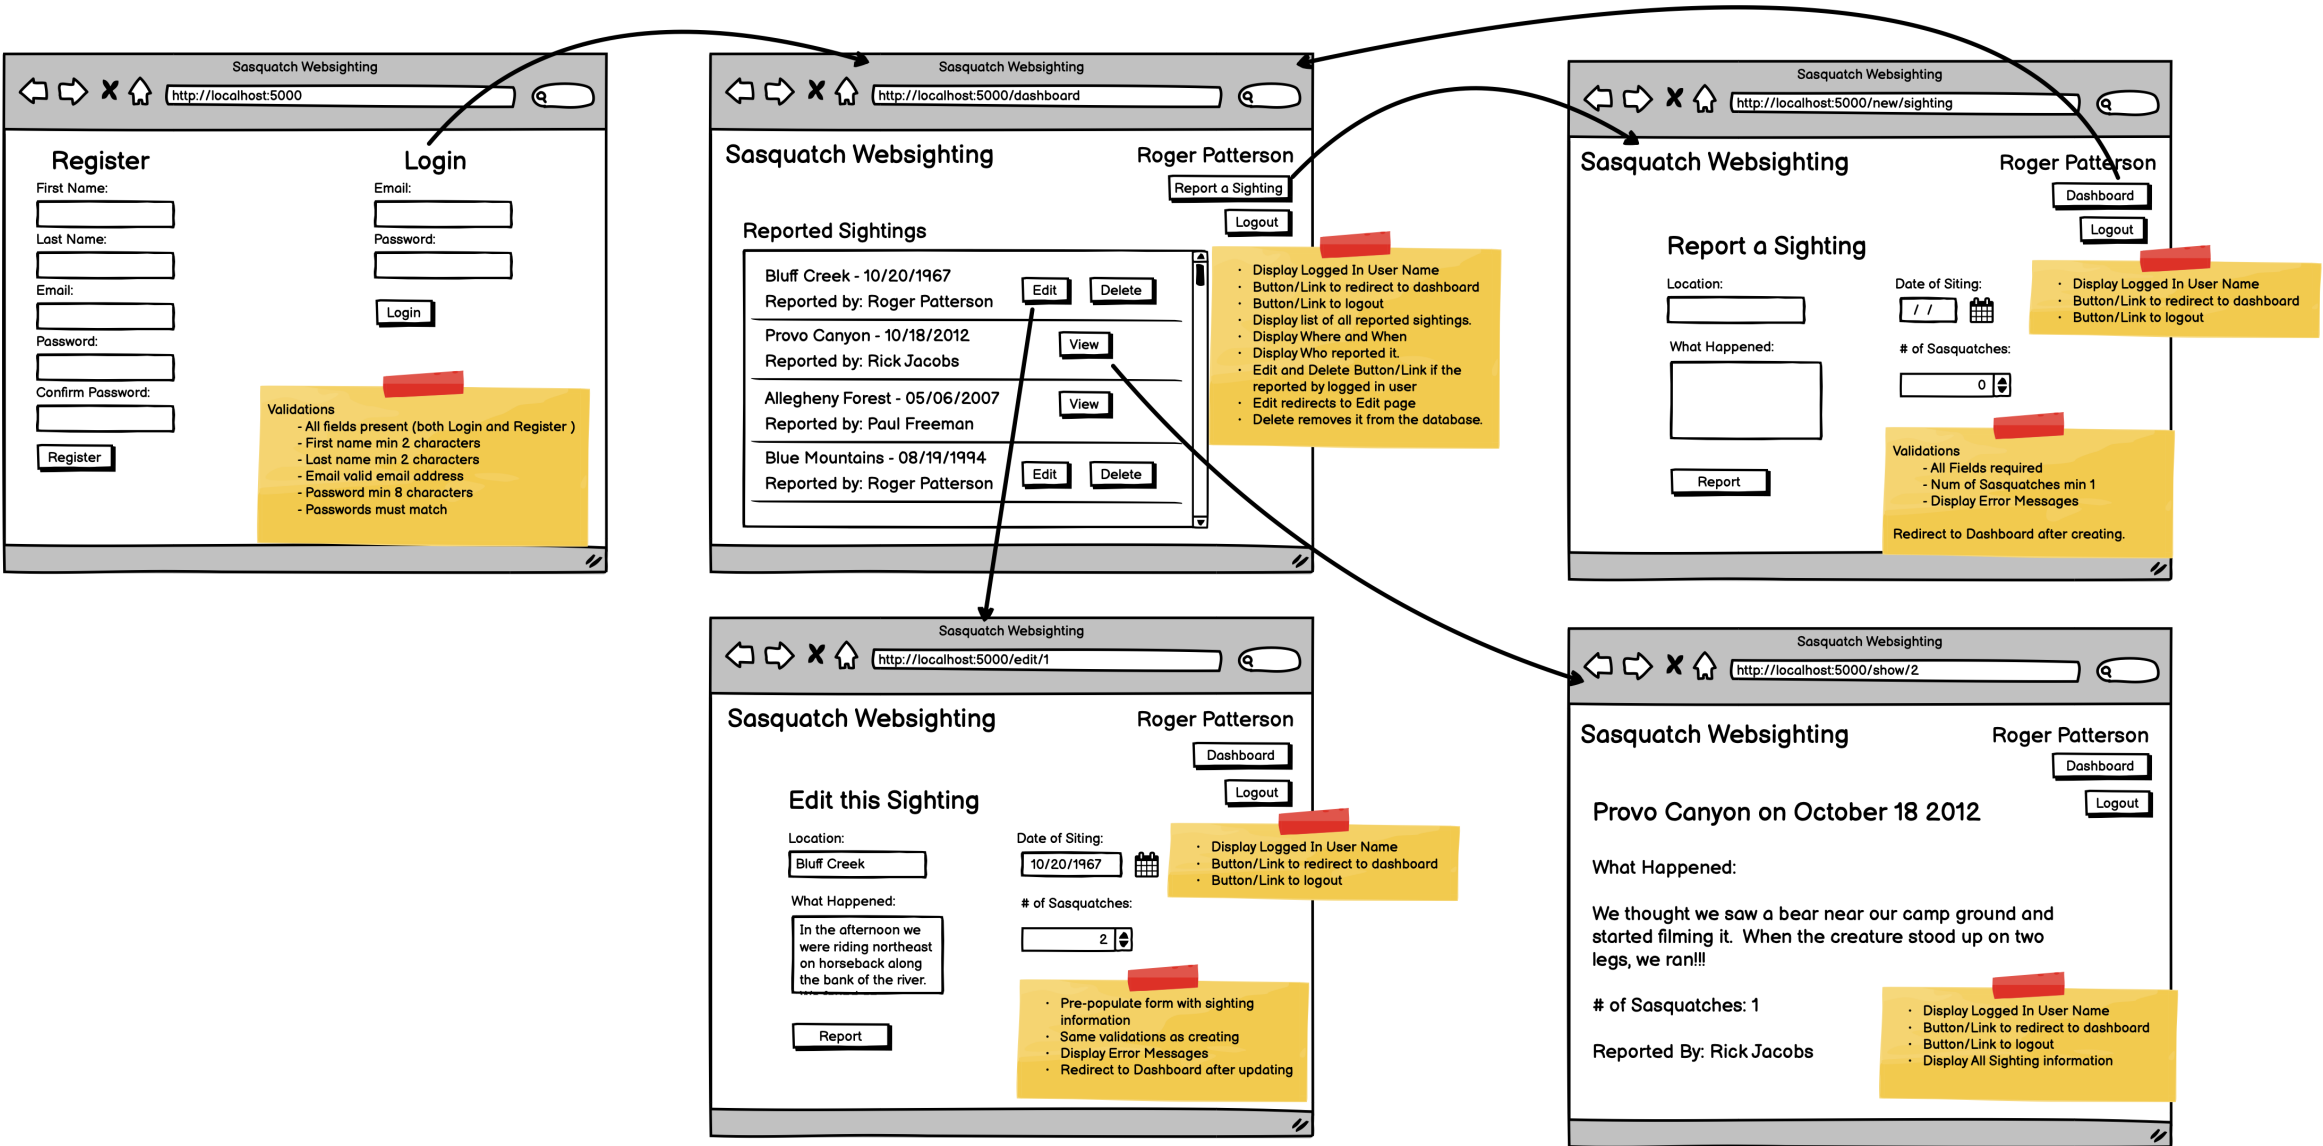 Sasquatch Websighting
http://localhost:5000
Register
First Name:
Last Name:
Email:
Password:
Confirm Password:
Register
Login
Email:
Password:
Login
Validations
- All fields present (both Login and Register )
- First name min 2 characters
- Last name min 2 characters
- Email valid email address
- Password min 8 characters
- Passwords must match
Sasquatch Websighting
http://localhost:5000/dashboard
Sasquatch Websighting
Roger Patterson
Report a Sighting
Logout
Reported Sightings
Bluff Creek - 10/20/1967
Reported by: Roger Patterson
Edit
Delete
Provo Canyon - 10/18/2012
Reported by: Rick Jacobs
View
Allegheny Forest - 05/06/2007
Reported by: Paul Freeman
View
Blue Mountains - 08/19/1994
Reported by: Roger Patterson
Edit
Delete
· Display Logged In User Name
· Button/Link to redirect to dashboard
· Button/Link to logout
· Display list of all reported sightings.
· Display Where and When
· Display Who reported it.
· Edit and Delete Button/Link if the
reported by logged in user
· Edit redirects to Edit page
· Delete removes it from the database.
Sasquatch Websighting
http://localhost:5000/new/sighting
Sasquatch Websighting
Roger Patterson
Dashboard
Logout
Report a Sighting
Location:
Date of Siting:
/ /
What Happened:
# of Sasquatches:
0
Report
· Display Logged In User Name
· Button/Link to redirect to dashboard
· Button/Link to logout
Validations
- All Fields required
- Num of Sasquatches min 1
- Display Error Messages
Redirect to Dashboard after creating.
Sasquatch Websighting
http://localhost:5000/edit/1
Sasquatch Websighting
Roger Patterson
Dashboard
Logout
Edit this Sighting
Location:
Bluff Creek
Date of Siting:
10/20/1967
What Happened:
In the afternoon we
were riding northeast
on horseback along
the bank of the river.
# of Sasquatches:
2
Report
· Display Logged In User Name
· Button/Link to redirect to dashboard
· Button/Link to logout
· Pre-populate form with sighting
information
· Same validations as creating
· Display Error Messages
· Redirect to Dashboard after updating
Sasquatch Websighting
http://localhost:5000/show/2
Sasquatch Websighting
Roger Patterson
Dashboard
Logout
Provo Canyon on October 18 2012
What Happened:
We thought we saw a bear near our camp ground and
started filming it. When the creature stood up on two
legs, we ran!!!
# of Sasquatches: 1
Reported By: Rick Jacobs
· Display Logged In User Name
· Button/Link to redirect to dashboard
· Button/Link to logout
· Display All Sighting information